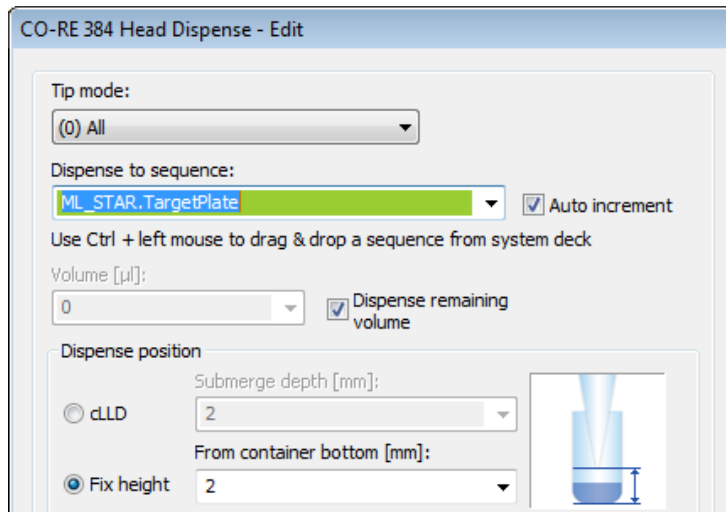 CO-RE 384 Head Dispense - Edit
Tip mode:
(0) All
Dispense to sequence:
ML_STAR.TargetPlate
Auto increment
Use Ctrl + left mouse to drag & drop a sequence from system deck
Volume [µl]:
0
Dispense remaining
volume
Dispense position
Submerge depth [mm]:
cLLD
2
From container bottom [mm]:
Fix height
2